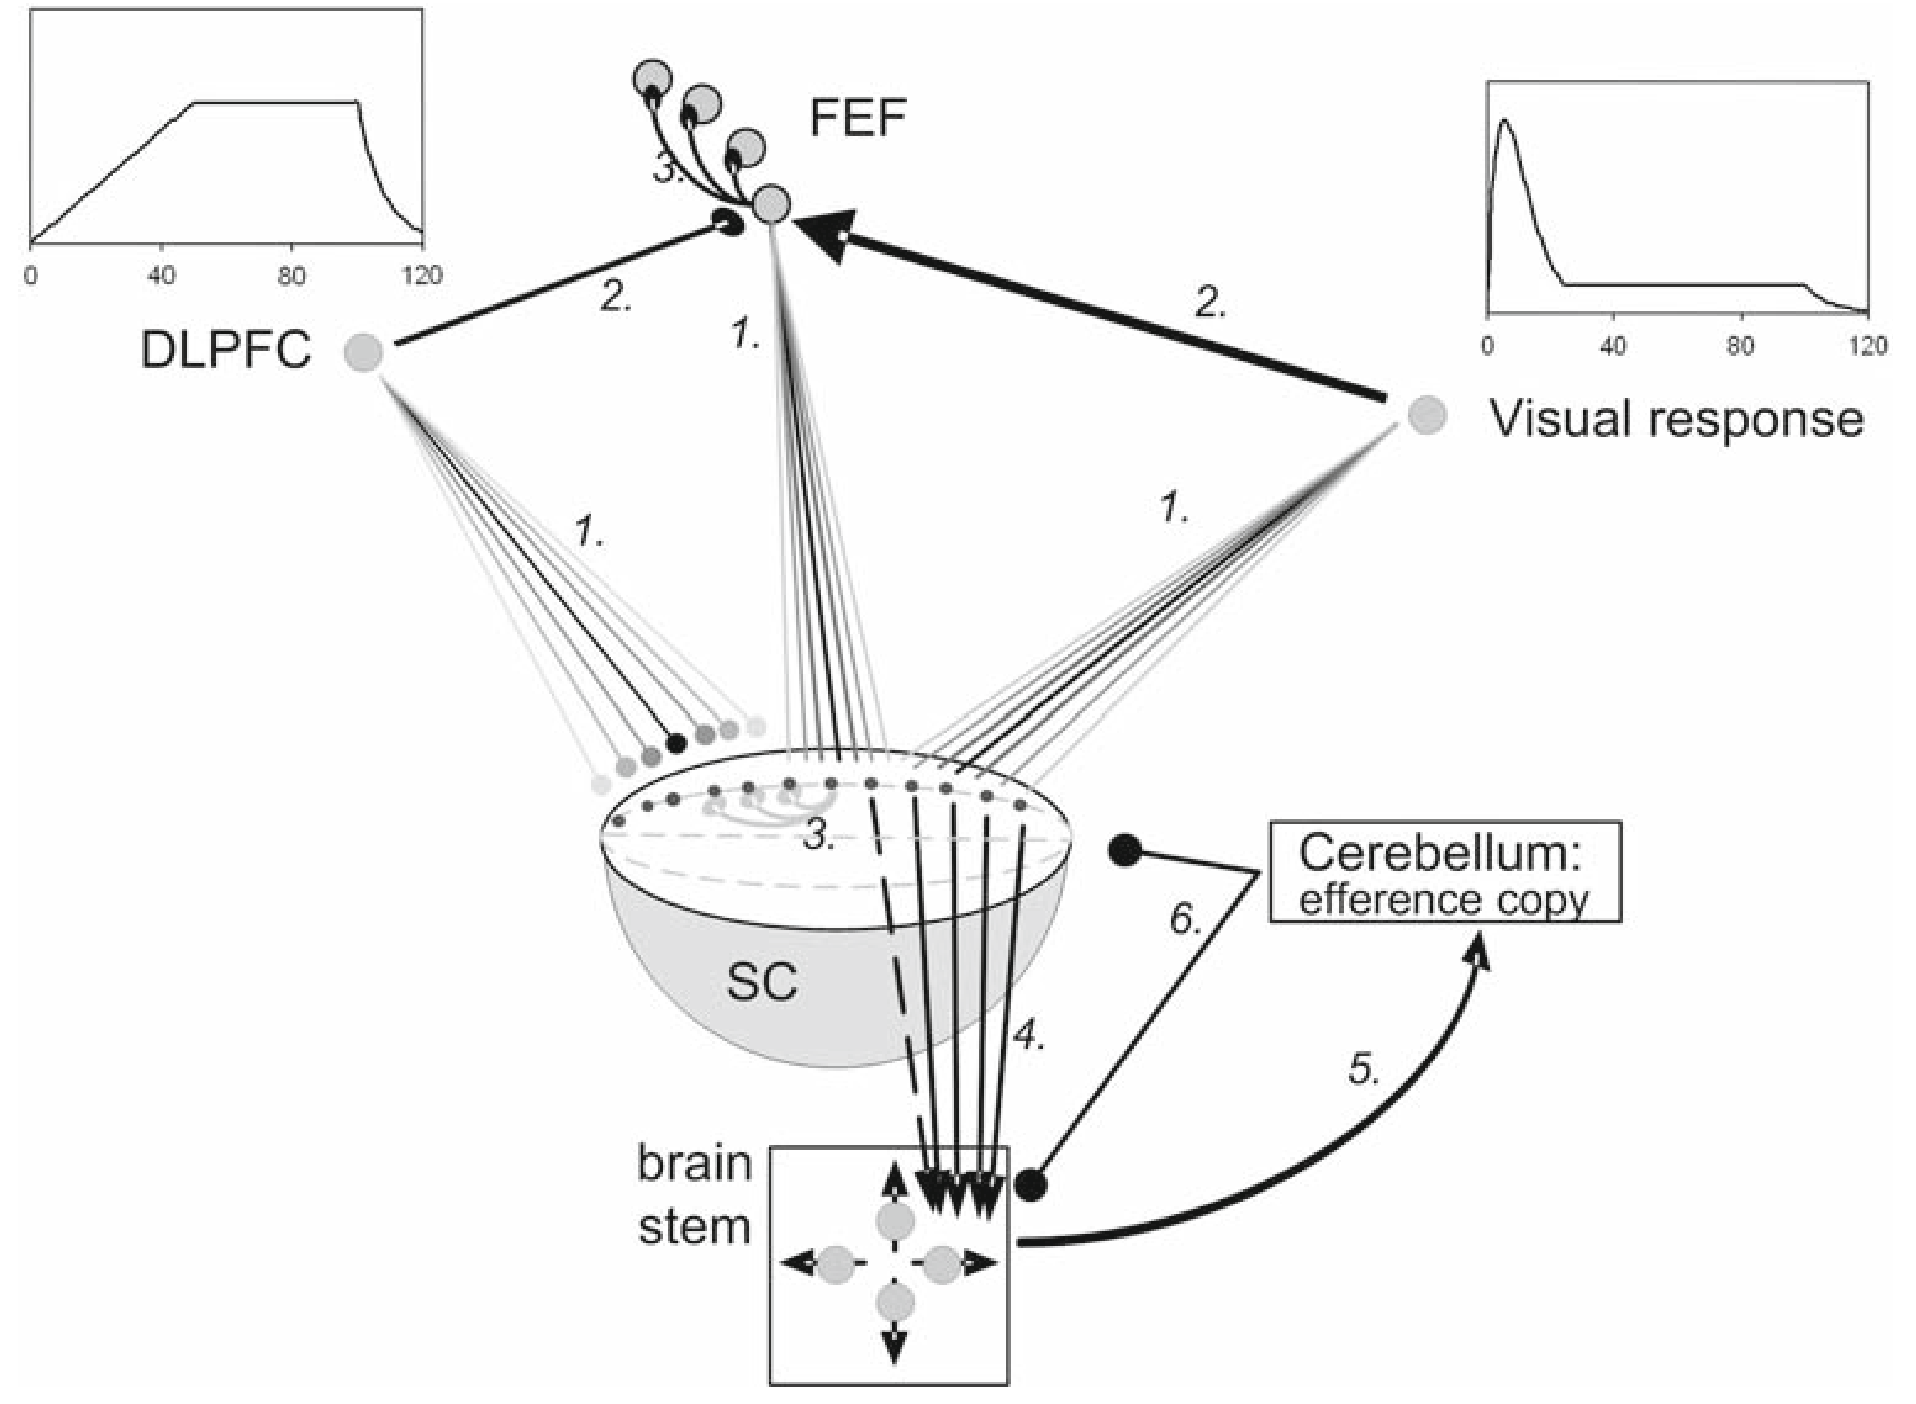 FEF
3.
0 40 80 120
2.
2.
1.
0 40 80 120
DLPFC
Visual response
1.
1.
3.
Cerebellum:
efference copy
6.
SC
4.
5.
brain
stem